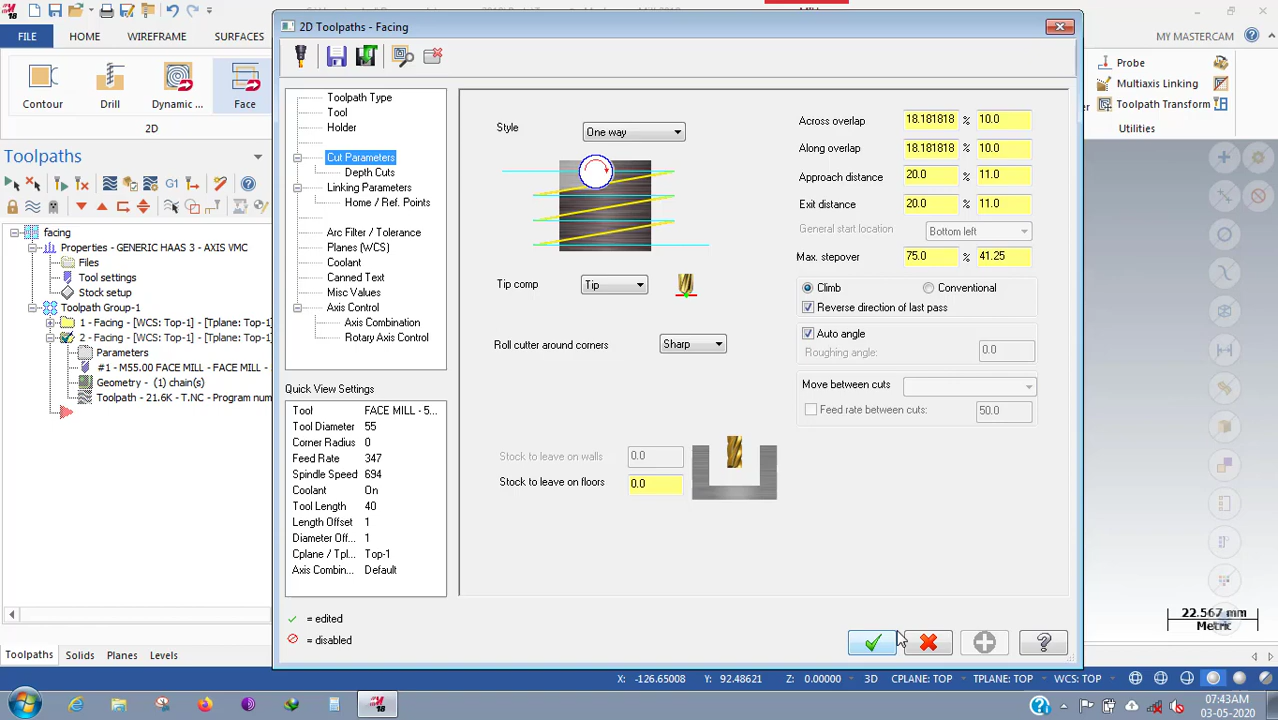 2D Toolpaths - Facing
FILE
HOME
WIREFRAME
SURFACES
MY MASTERCAM
Contour
Drill
Dynamic ...
Face
2D
Probe
Multiaxis Linking
Toolpath Transform
Utilities
Toolpaths
G1
facing
Properties - GENERIC HAAS 3 - AXIS VMC
Files
Tool settings
Stock setup
Toolpath Group-1
1 - Facing - [WCS: Top-1] - [Tplane: Top-1]
2 - Facing - [WCS: Top-1] - [Tplane: Top-1]
Parameters
#1 - M55.00 FACE MILL - FACE MILL -
Geometry - (1) chain(s)
Toolpath - 21.6K - T.NC - Program num
Toolpath Type
Tool
Holder
Cut Parameters
Depth Cuts
Linking Parameters
Home / Ref. Points
Arc Filter / Tolerance
Planes (WCS)
Coolant
Canned Text
Misc Values
Axis Control
Axis Combination
Rotary Axis Control
Quick View Settings
Tool FACE MILL - 5...
Tool Diameter 55
Corner Radius 0
Feed Rate 347
Spindle Speed 694
Coolant On
Tool Length 40
Length Offset 1
Diameter Off... 1
Cplane / Tpl... Top-1
Axis Combin... Default
= edited
= disabled
Style
One way
Tip comp
Tip
Roll cutter around corners
Sharp
Stock to leave on walls 0.0
Stock to leave on floors 0.0
Across overlap 18.181818 % 10.0
Along overlap 18.181818 % 10.0
Approach distance 20.0 % 11.0
Exit distance 20.0 % 11.0
General start location Bottom left
Max. stepover 75.0 % 41.25
Climb
Conventional
Reverse direction of last pass
Auto angle
Roughing angle: 0.0
Move between cuts
Feed rate between cuts: 50.0
22.567 mm
Metric
Toolpaths
Solids
Planes
Levels
X: -126.65008
Y: 92.48621
Z: 0.00000
3D
CPLANE: TOP
TPLANE: TOP
WCS: TOP
07:43AM
03-05-2020